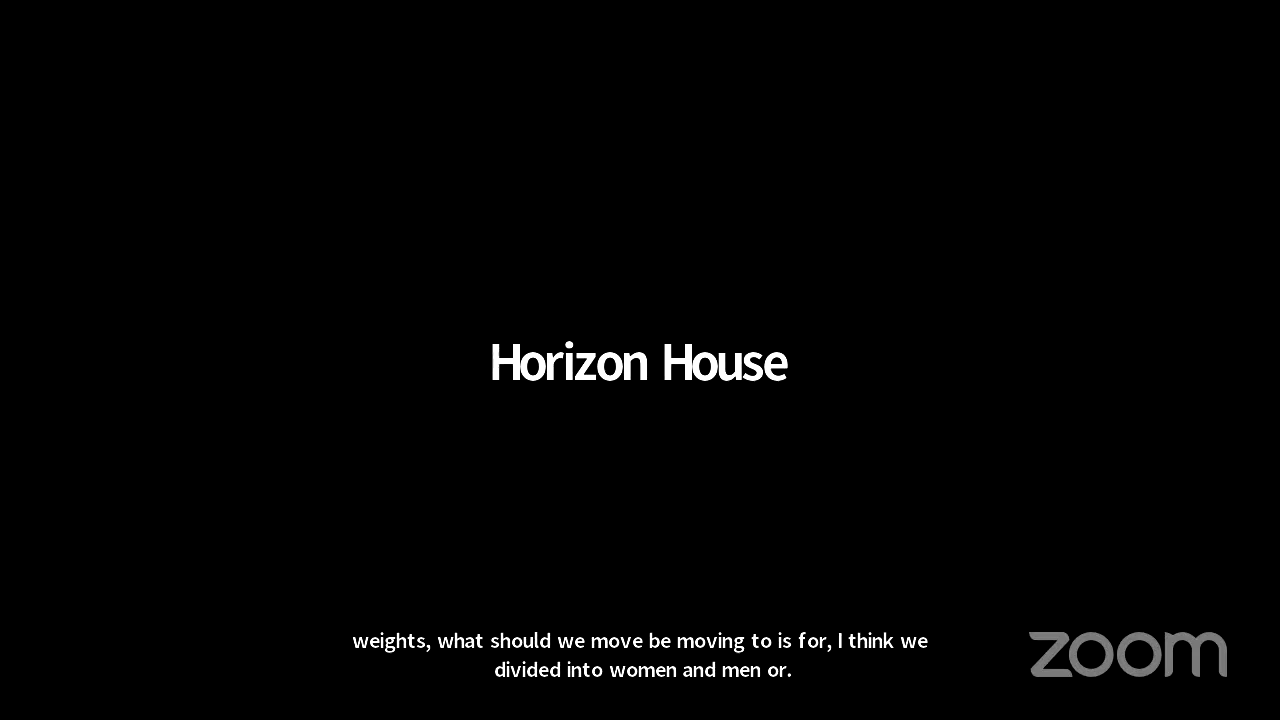 Horizon House
weights, what should we move be moving to is for, I think we
divided into women and men or.
zoom